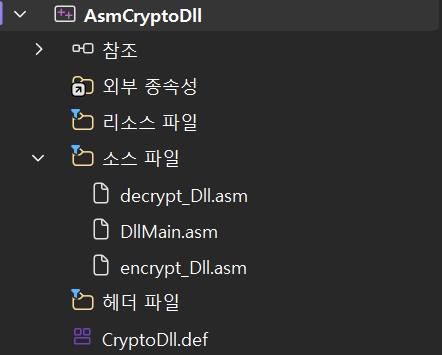 AsmCryptoDll
참조
외부 종속성
리소스 파일
소스 파일
decrypt_Dll.asm
DllMain.asm
encrypt_Dll.asm
헤더 파일
CryptoDll.def